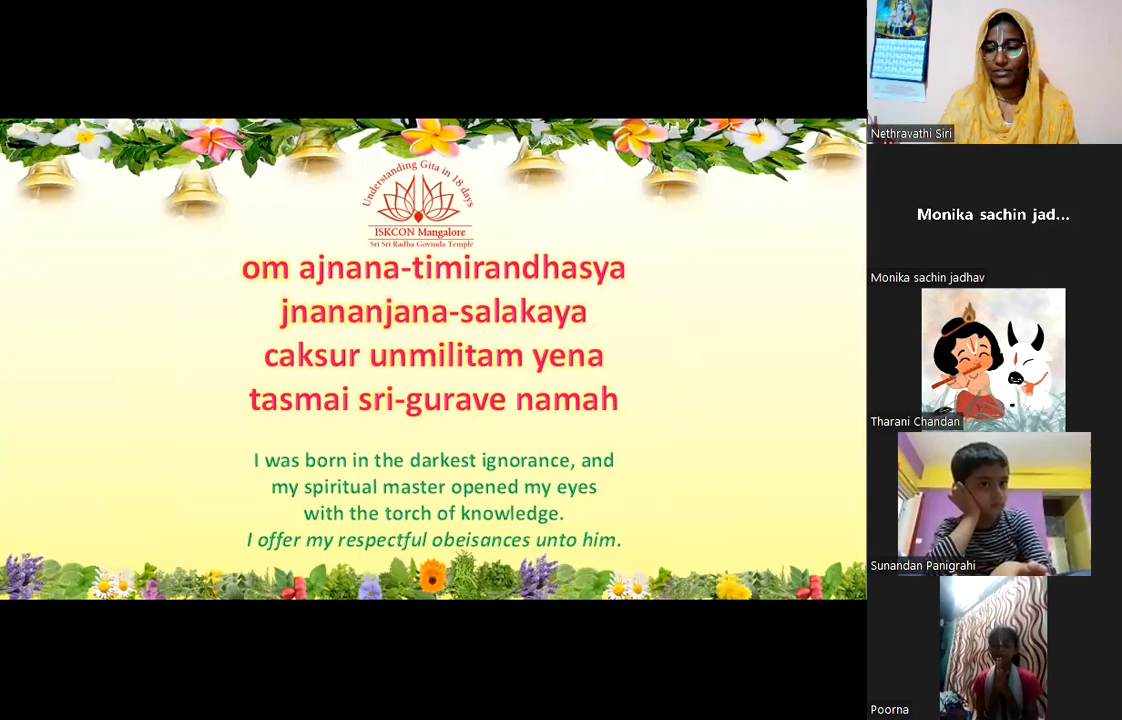 Understanding Gita in 18 days
ISKCON Mangalore
Sri Sri Radha Govinda Temple
om ajnana-timirandhasya
jnananjana-salakaya
caksur unmilitam yena
tasmai sri-gurave namah
I was born in the darkest ignorance, and
my spiritual master opened my eyes
with the torch of knowledge.
I offer my respectful obeisances unto him.
Nethravathi Siri
Monika sachin jad...
Monika sachin jadhav
Tharani Chandan
Sunandan Panigrahi
Poorna